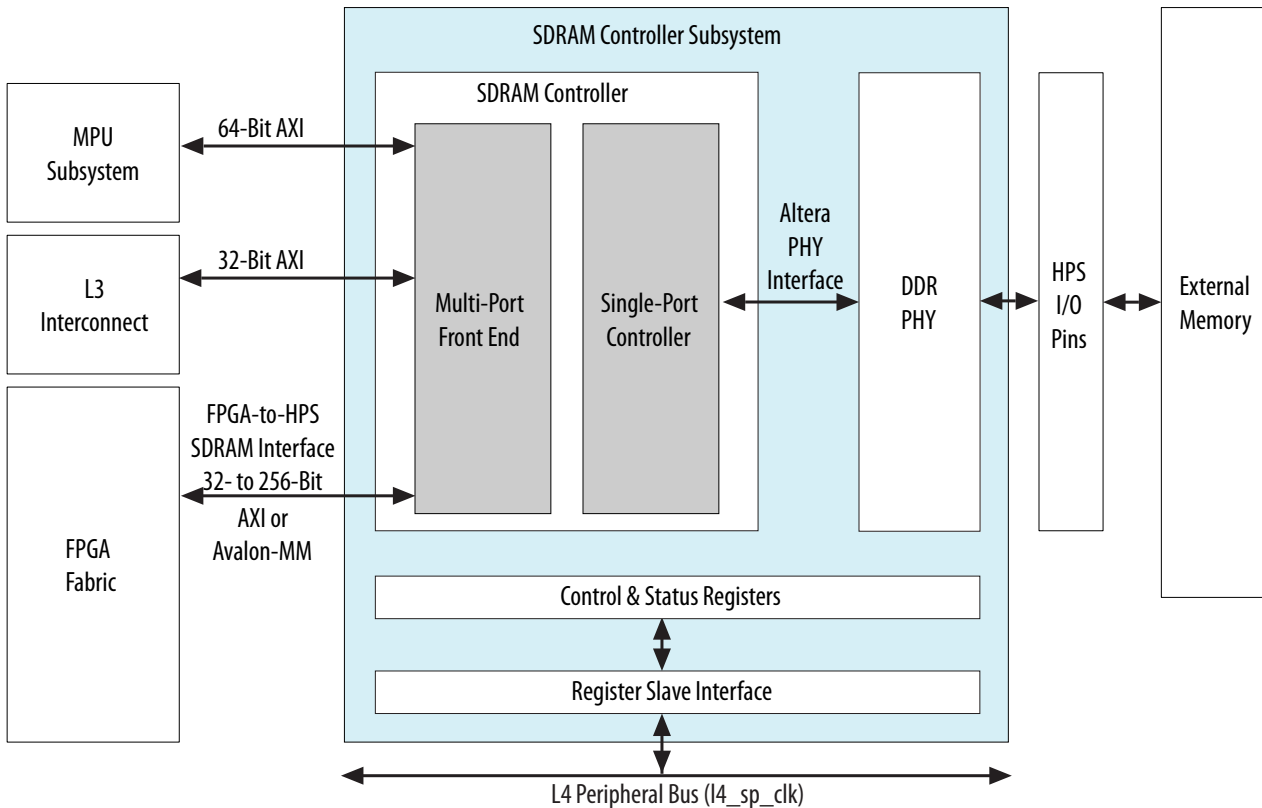 SDRAM Controller Subsystem
SDRAM Controller
MPU
Subsystem
64-Bit AXI
L3
Interconnect
32-Bit AXI
FPGA
Fabric
FPGA-to-HPS
SDRAM Interface
32- to 256-Bit
AXI or
Avalon-MM
Multi-Port
Front End
Single-Port
Controller
Altera
PHY
Interface
DDR
PHY
HPS
I/O
Pins
External
Memory
Control & Status Registers
Register Slave Interface
L4 Peripheral Bus (l4_sp_clk)